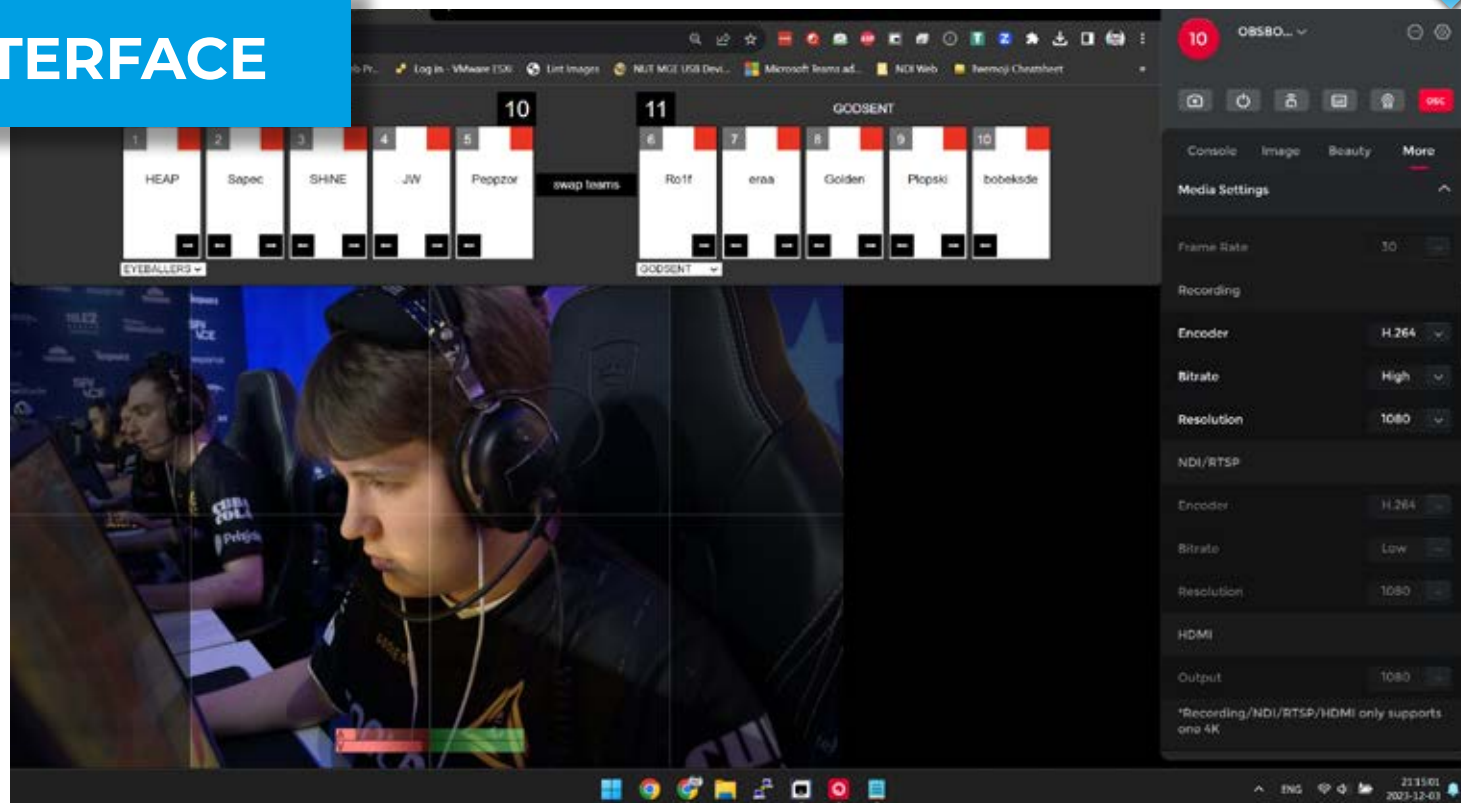 TERFACE
Log in - VMware ESXi
List Images
NUT MGE USB Devi...
Microsoft Teams ad...
NDI Web
Twemoji Cheatsheet
10
11
GODSENT
1
2
3
4
5
6
7
8
9
10
HEAP
Sapec
SHiNE
JW
Peppzor
swap teams
Ro1f
eraa
Golden
Plopski
bobeksde
EYEBALLERS
GODSENT
10
OBSBO...
OSC
Console
Image
Beauty
More
Media Settings
Frame Rate 30
Recording
Encoder H.264
Bitrate High
Resolution 1080
NDI/RTSP
Encoder H.264
Bitrate Low
Resolution 1080
HDMI
Output 1080
*Recording/NDI/RTSP/HDMI only supports
one 4K
ENG
21:15:01
2023-12-03